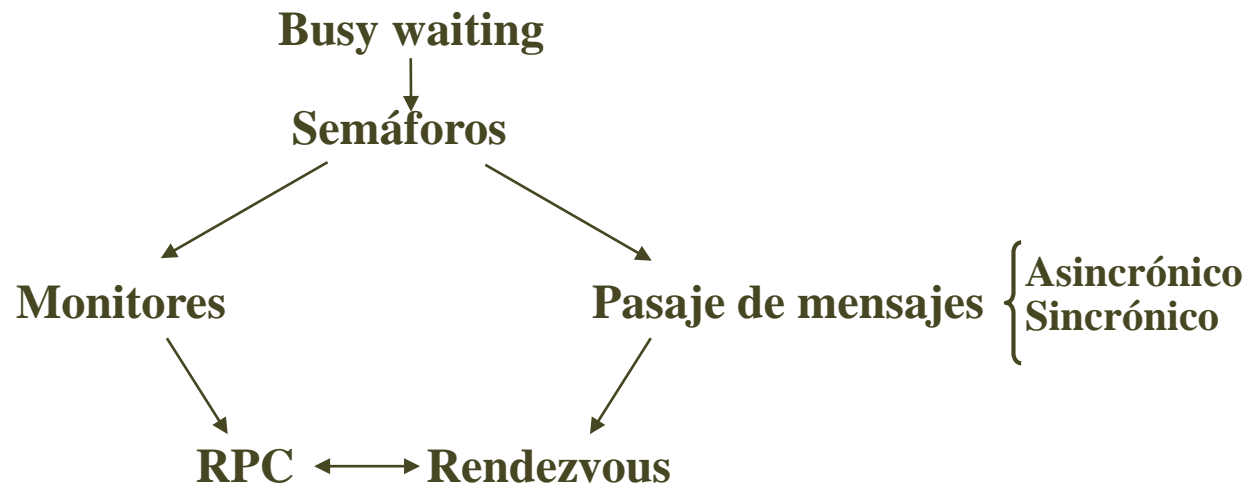 Busy waiting
Semáforos
Monitores
Pasaje de mensajes
Asincrónico
Sincrónico
RPC
Rendezvous